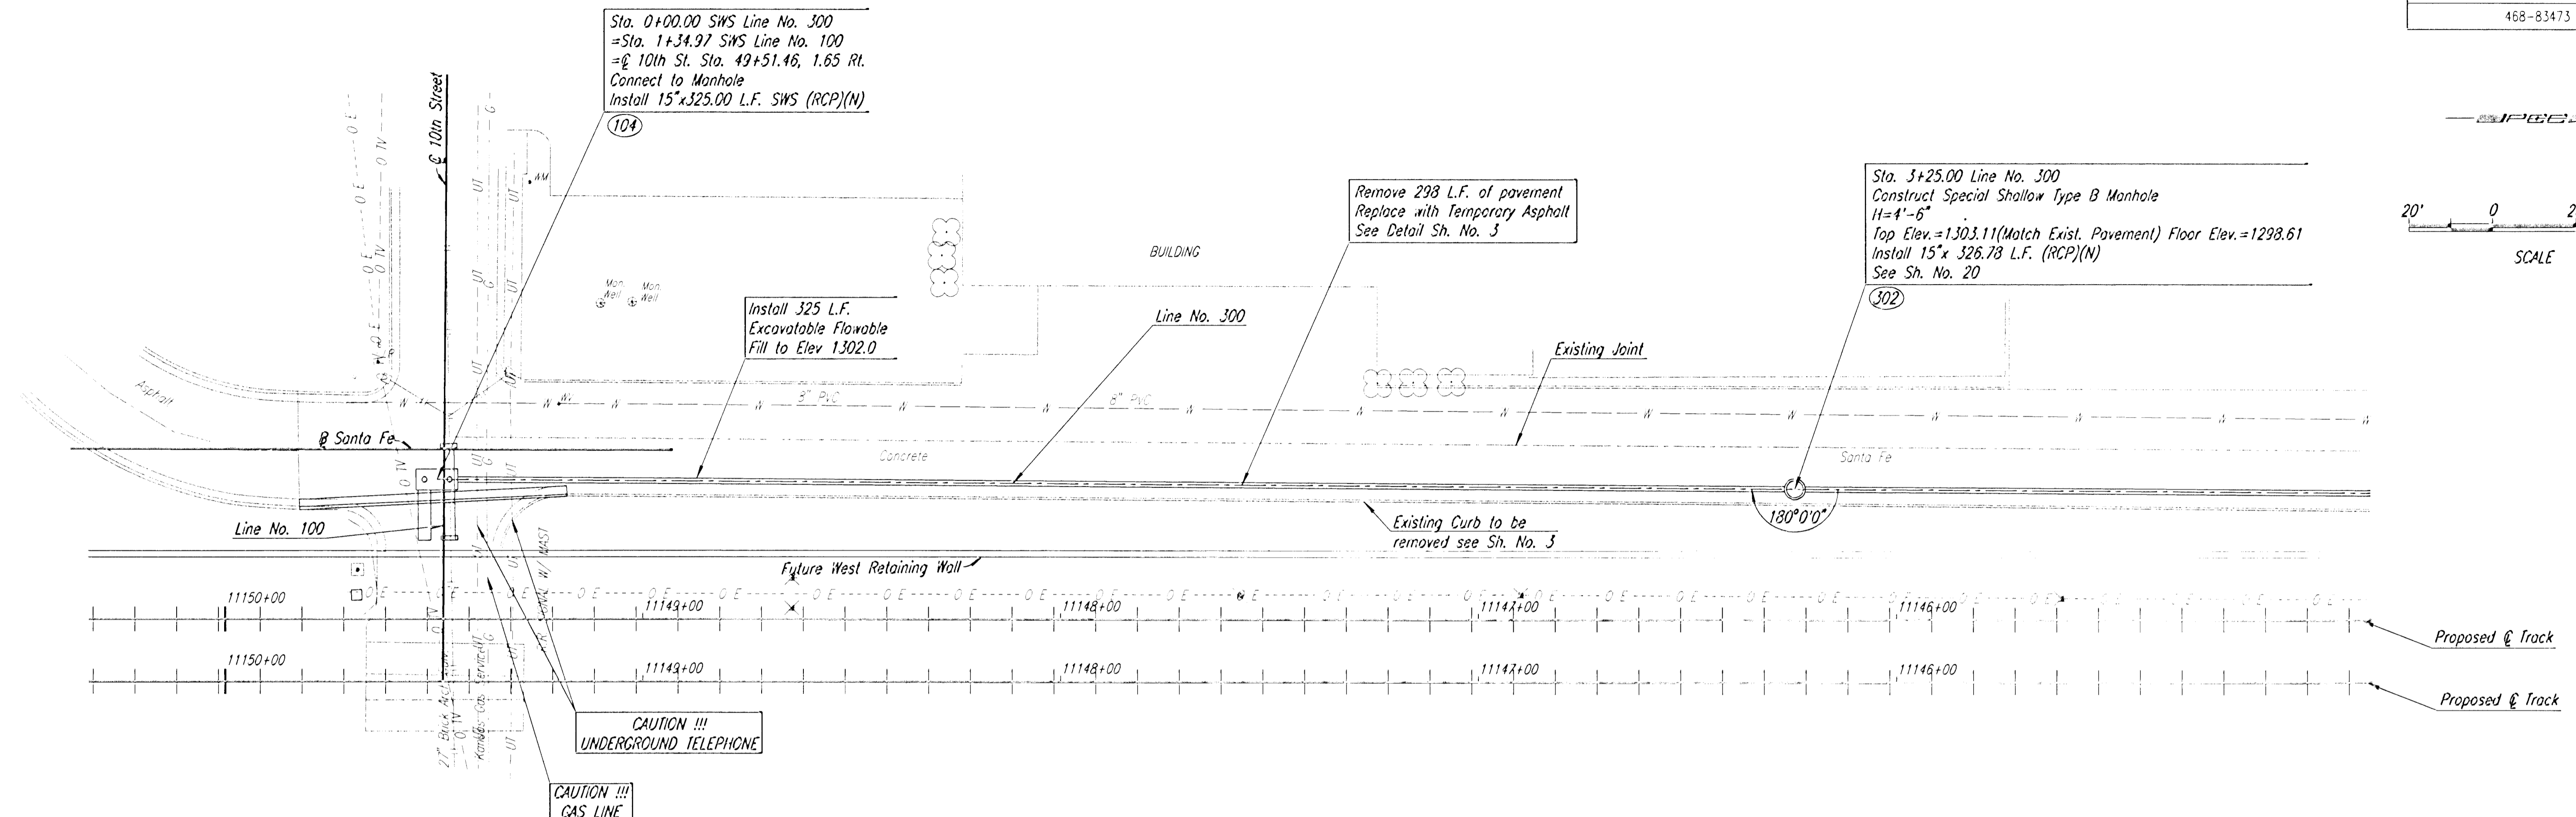 468-83473
Sta. 0+00.00 SWS Line No. 300
=Sta. 1+34.97 SWS Line No. 100
=℄ 10th St. Sta. 49+51.46, 1.65 Rt.
Connect to Manhole
Install 15"x325.00 L.F. SWS (RCP)(N)
104
℄ 10th Street
Remove 298 L.F. of pavement
Replace with Temporary Asphalt
See Detail Sh. No. 3
Sta. 3+25.00 Line No. 300
Construct Special Shallow Type B Manhole
H=4'-6"
Top Elev.=1303.11(Match Exist. Pavement) Floor Elev.=1298.61
Install 15"x 326.78 L.F. (RCP)(N)
See Sh. No. 20
302
20' 0
SCALE
WM
BUILDING
Mon. Well
Mon. Well
Install 325 L.F.
Excavatable Flowable
Fill to Elev 1302.0
Line No. 300
Existing Joint
Asphalt
8" PVC
Santa Fe
Concrete
Santa Fe
Line No. 100
180°0'0"
Existing Curb to be
removed see Sh. No. 3
Future West Retaining Wall
11150+00 11149+00 11148+00 11147+00 11146+00
Proposed ℄ Track
11150+00 11149+00 11148+00 11147+00 11146+00
Proposed ℄ Track
Kansas Gas Service
CAUTION !!!
UNDERGROUND TELEPHONE
CAUTION !!!
GAS LINE